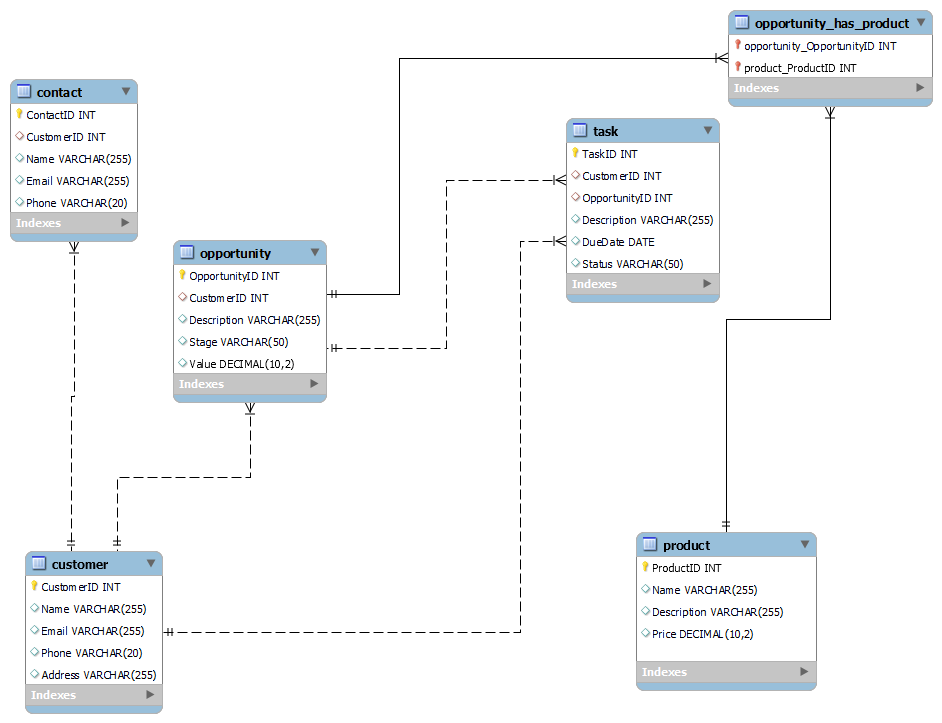 opportunity_has_product
opportunity_OpportunityID INT
product_ProductID INT
Indexes
contact
ContactID INT
CustomerID INT
Name VARCHAR(255)
Email VARCHAR(255)
Phone VARCHAR(20)
Indexes
task
TaskID INT
CustomerID INT
OpportunityID INT
Description VARCHAR(255)
DueDate DATE
Status VARCHAR(50)
Indexes
opportunity
OpportunityID INT
CustomerID INT
Description VARCHAR(255)
Stage VARCHAR(50)
Value DECIMAL(10,2)
Indexes
customer
CustomerID INT
Name VARCHAR(255)
Email VARCHAR(255)
Phone VARCHAR(20)
Address VARCHAR(255)
Indexes
product
ProductID INT
Name VARCHAR(255)
Description VARCHAR(255)
Price DECIMAL(10,2)
Indexes